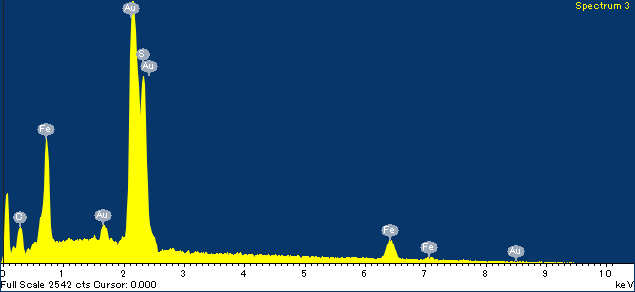 Spectrum 3
Au
S
Au
Fe
Au
Fe
Fe
Au
0 1 2 3 4 5 6 7 8 9 10
Full Scale 2542 cts Cursor: 0.000 keV